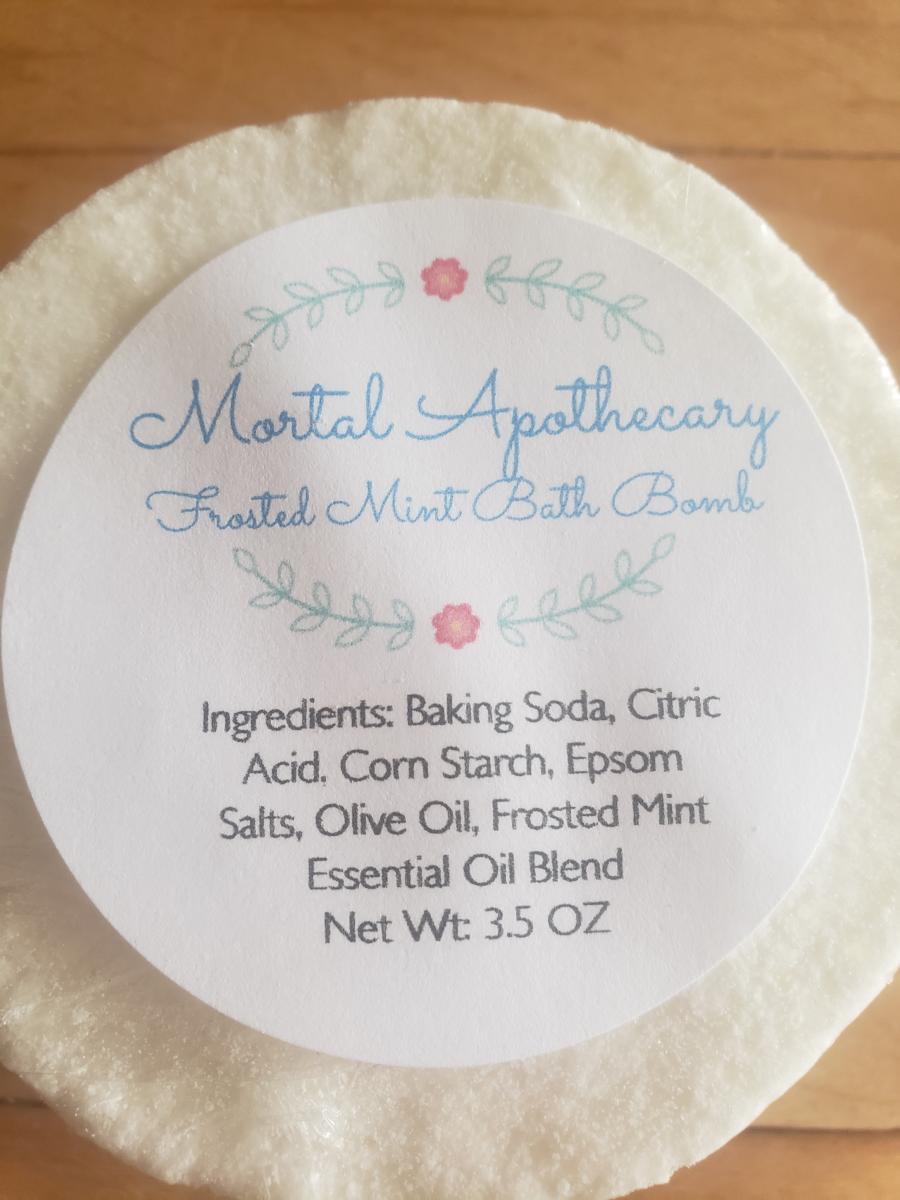 Mortal Apothecary
Frosted Mint Bath Bomb
Ingredients: Baking Soda, Citric
Acid, Corn Starch, Epsom
Salts, Olive Oil, Frosted Mint
Essential Oil Blend
Net Wt: 3.5 OZ